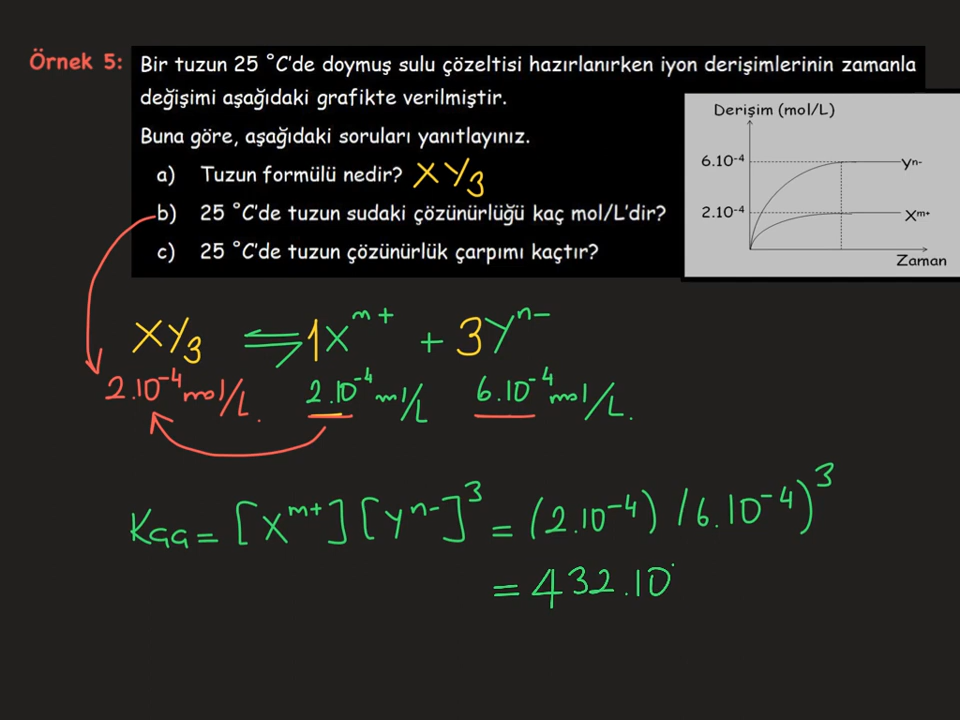 Örnek 5: Bir tuzun 25 °C'de doymuş sulu çözeltisi hazırlanırken iyon derişimlerinin zamanla
değişimi aşağıdaki grafikte verilmiştir.
Buna göre, aşağıdaki soruları yanıtlayınız.
a) Tuzun formülü nedir? XY₃
b) 25 °C'de tuzun sudaki çözünürlüğü kaç mol/L'dir?
c) 25 °C'de tuzun çözünürlük çarpımı kaçtır?
Derişim (mol/L)
6.10⁻⁴ Yⁿ⁻
2.10⁻⁴ Xᵐ⁺
Zaman
XY₃ ⇌ 1Xᵐ⁺ + 3Yⁿ⁻
2.10⁻⁴ mol/L. 2.10⁻⁴ ml/L 6.10⁻⁴ mol/L.
KGG = [Xᵐ⁺][Yⁿ⁻]³ = (2.10⁻⁴) (6.10⁻⁴)³
= 432.10